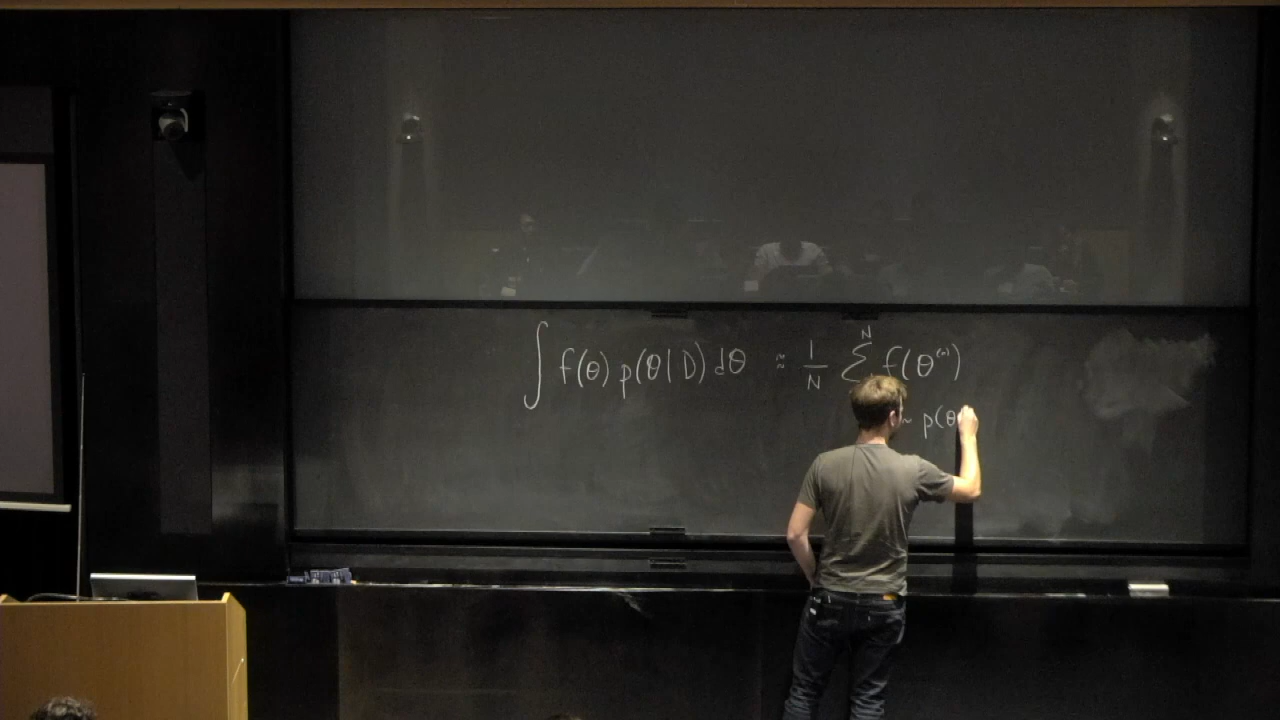 ∫ f(θ) p(θ|D) dθ ≈ 1/N ∑^N f(θ^(n))
~ p(θ